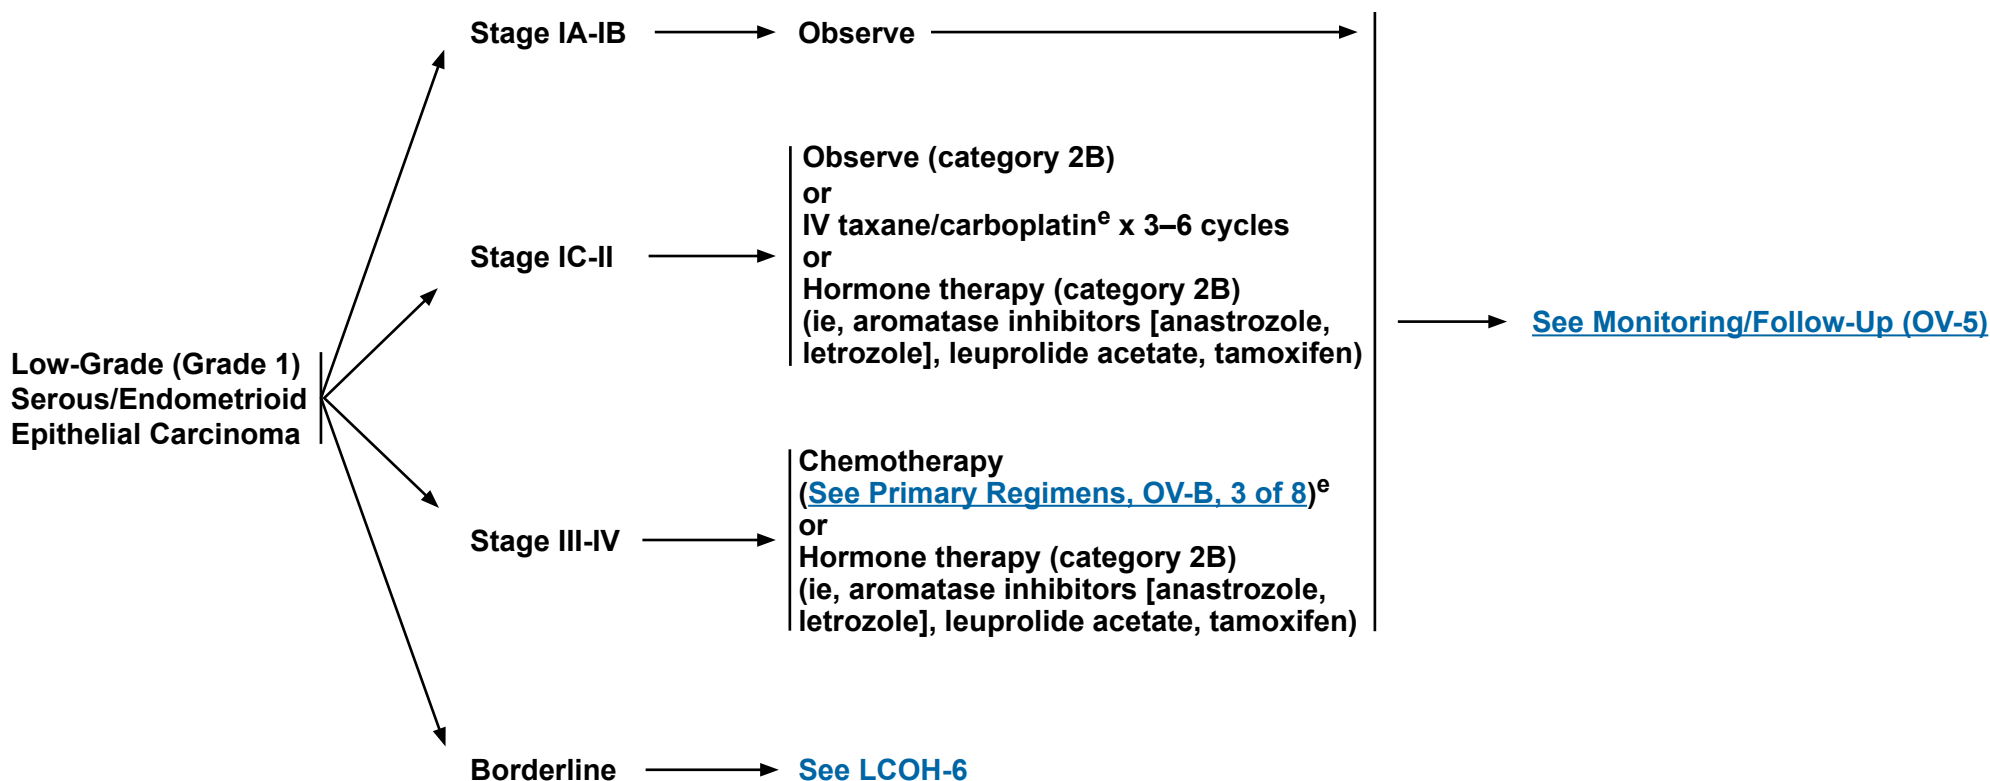 Stage IA-IB
Observe
Observe (category 2B)
or
IV taxane/carboplatin^e x 3–6 cycles
or
Hormone therapy (category 2B)
(ie, aromatase inhibitors [anastrozole,
letrozole], leuprolide acetate, tamoxifen)
Stage IC-II
See Monitoring/Follow-Up (OV-5)
Low-Grade (Grade 1)
Serous/Endometrioid
Epithelial Carcinoma
Chemotherapy
(See Primary Regimens, OV-B, 3 of 8)^e
or
Hormone therapy (category 2B)
(ie, aromatase inhibitors [anastrozole,
letrozole], leuprolide acetate, tamoxifen)
Stage III-IV
Borderline
See LCOH-6